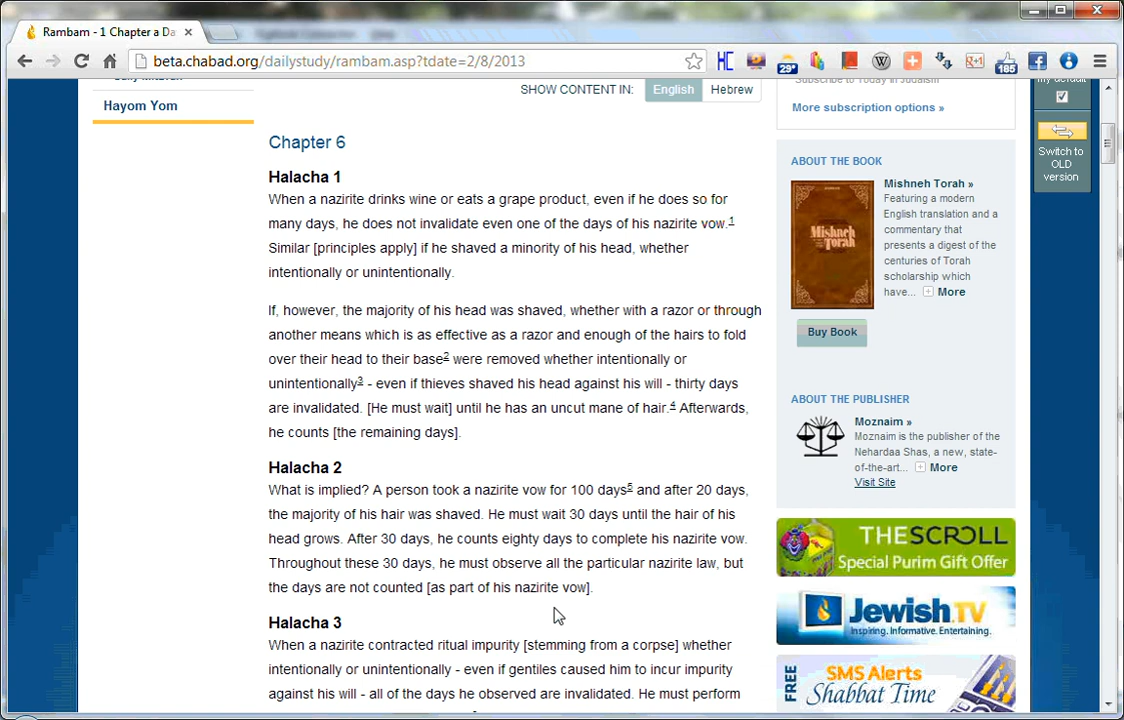 Rambam - 1 Chapter a Da
beta.chabad.org/dailystudy/rambam.asp?tdate=2/8/2013
HC
29°
W
g+1
185
Hayom Yom
SHOW CONTENT IN:
English
Hebrew
Chapter 6
Halacha 1
When a nazirite drinks wine or eats a grape product, even if he does so for
many days, he does not invalidate even one of the days of his nazirite vow.1
Similar [principles apply] if he shaved a minority of his head, whether
intentionally or unintentionally.
If, however, the majority of his head was shaved, whether with a razor or through
another means which is as effective as a razor and enough of the hairs to fold
over their head to their base2 were removed whether intentionally or
unintentionally3 - even if thieves shaved his head against his will - thirty days
are invalidated. [He must wait] until he has an uncut mane of hair.4 Afterwards,
he counts [the remaining days].
Halacha 2
What is implied? A person took a nazirite vow for 100 days5 and after 20 days,
the majority of his hair was shaved. He must wait 30 days until the hair of his
head grows. After 30 days, he counts eighty days to complete his nazirite vow.
Throughout these 30 days, he must observe all the particular nazirite law, but
the days are not counted [as part of his nazirite vow].
Halacha 3
When a nazirite contracted ritual impurity [stemming from a corpse] whether
intentionally or unintentionally - even if gentiles caused him to incur impurity
against his will - all of the days he observed are invalidated. He must perform
Subscribe to Today in Judaism
More subscription options »
ABOUT THE BOOK
Mishneh
Torah
Mishneh Torah »
Featuring a modern
English translation and a
commentary that
presents a digest of the
centuries of Torah
scholarship which
have... + More
Buy Book
ABOUT THE PUBLISHER
Moznaim »
Moznaim is the publisher of the
Nehardaa Shas, a new, state-
of-the-art... + More
Visit Site
THESCROLL
Special Purim Gift Offer
Jewish.TV
Inspiring. Informative. Entertaining.
FREE
SMS Alerts
Shabbat Time
my default
Switch to
OLD
version